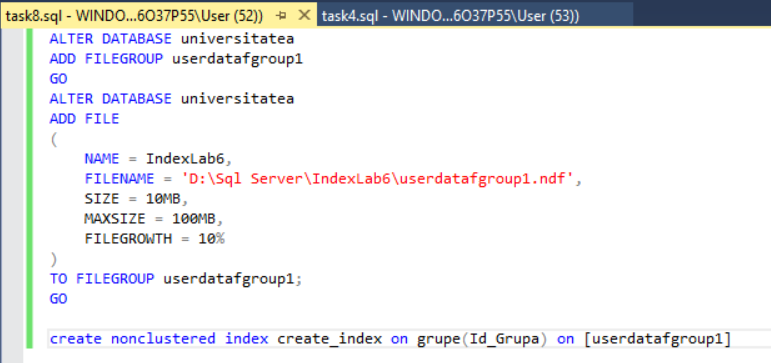 task8.sql - WINDO...6O37P55\User (52)) task4.sql - WINDO...6O37P55\User (53))
ALTER DATABASE universitatea
ADD FILEGROUP userdatafgroup1
GO
ALTER DATABASE universitatea
ADD FILE
(
NAME = IndexLab6,
FILENAME = 'D:\Sql Server\IndexLab6\userdatafgroup1.ndf',
SIZE = 10MB,
MAXSIZE = 100MB,
FILEGROWTH = 10%
)
TO FILEGROUP userdatafgroup1;
GO
create nonclustered index create_index on grupe(Id_Grupa) on [userdatafgroup1]